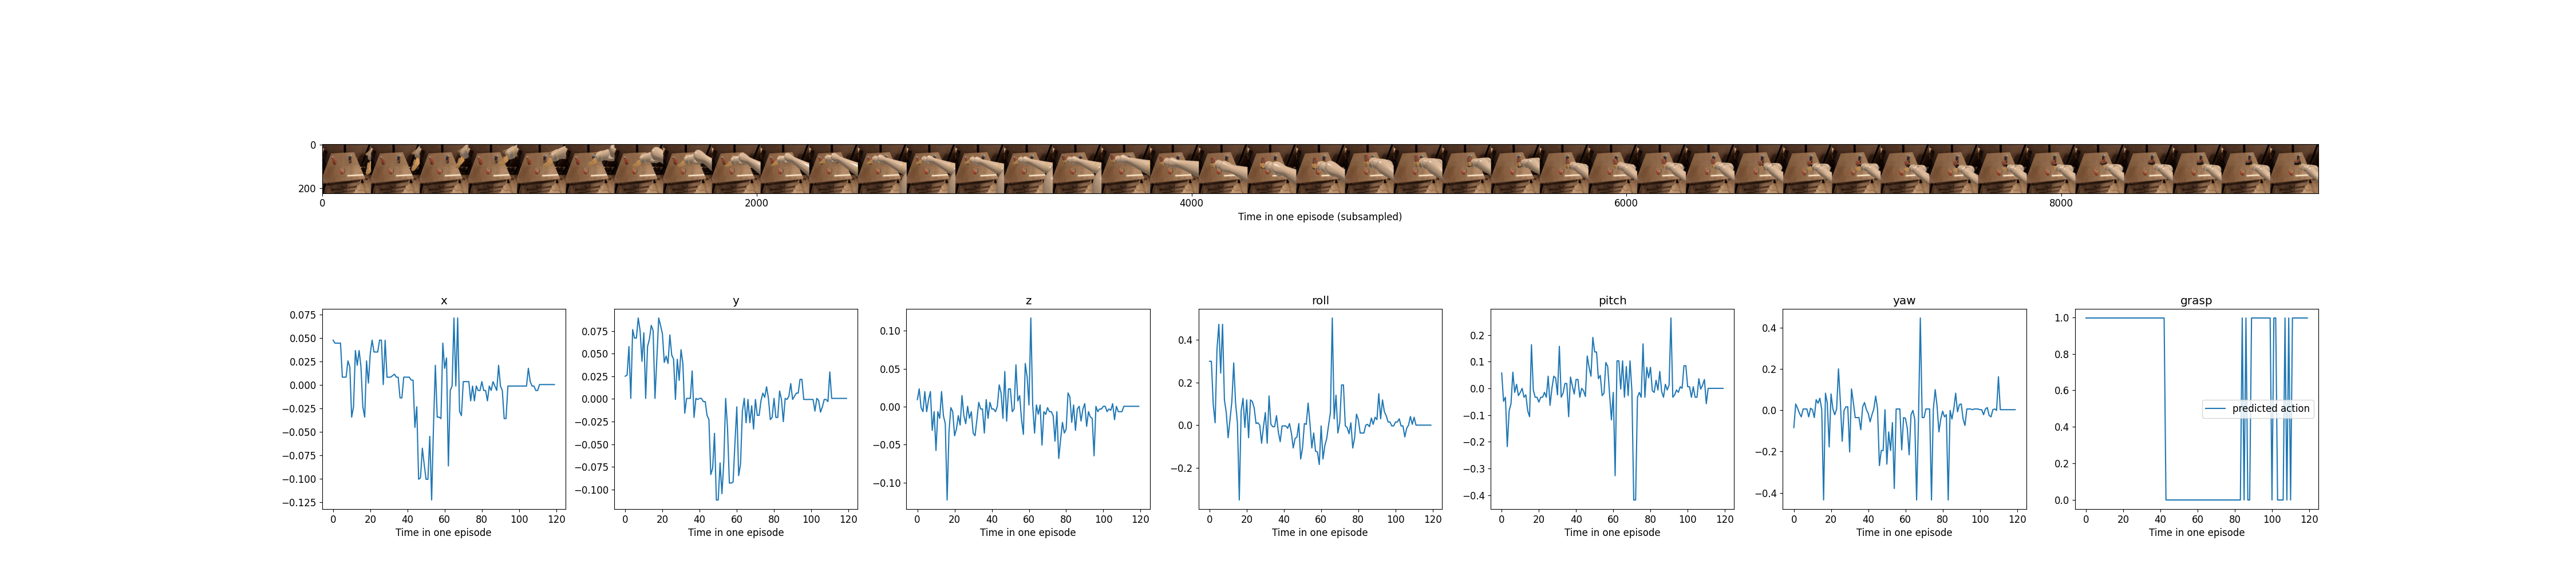 0
200
0 2000 4000 6000 8000
Time in one episode (subsampled)
x y z roll pitch yaw grasp
0.075
0.050
0.025
0.000
−0.025
−0.050
−0.075
−0.100
−0.125
0 20 40 60 80 100 120
Time in one episode
0.075
0.050
0.025
0.000
−0.025
−0.050
−0.075
−0.100
0 20 40 60 80 100 120
Time in one episode
0.10
0.05
0.00
−0.05
−0.10
0 20 40 60 80 100 120
Time in one episode
0.4
0.2
0.0
−0.2
0 20 40 60 80 100 120
Time in one episode
0.2
0.1
0.0
−0.1
−0.2
−0.3
−0.4
0 20 40 60 80 100 120
Time in one episode
0.4
0.2
0.0
−0.2
−0.4
0 20 40 60 80 100 120
Time in one episode
1.0
0.8
0.6
0.4
0.2
0.0
predicted action
0 20 40 60 80 100 120
Time in one episode